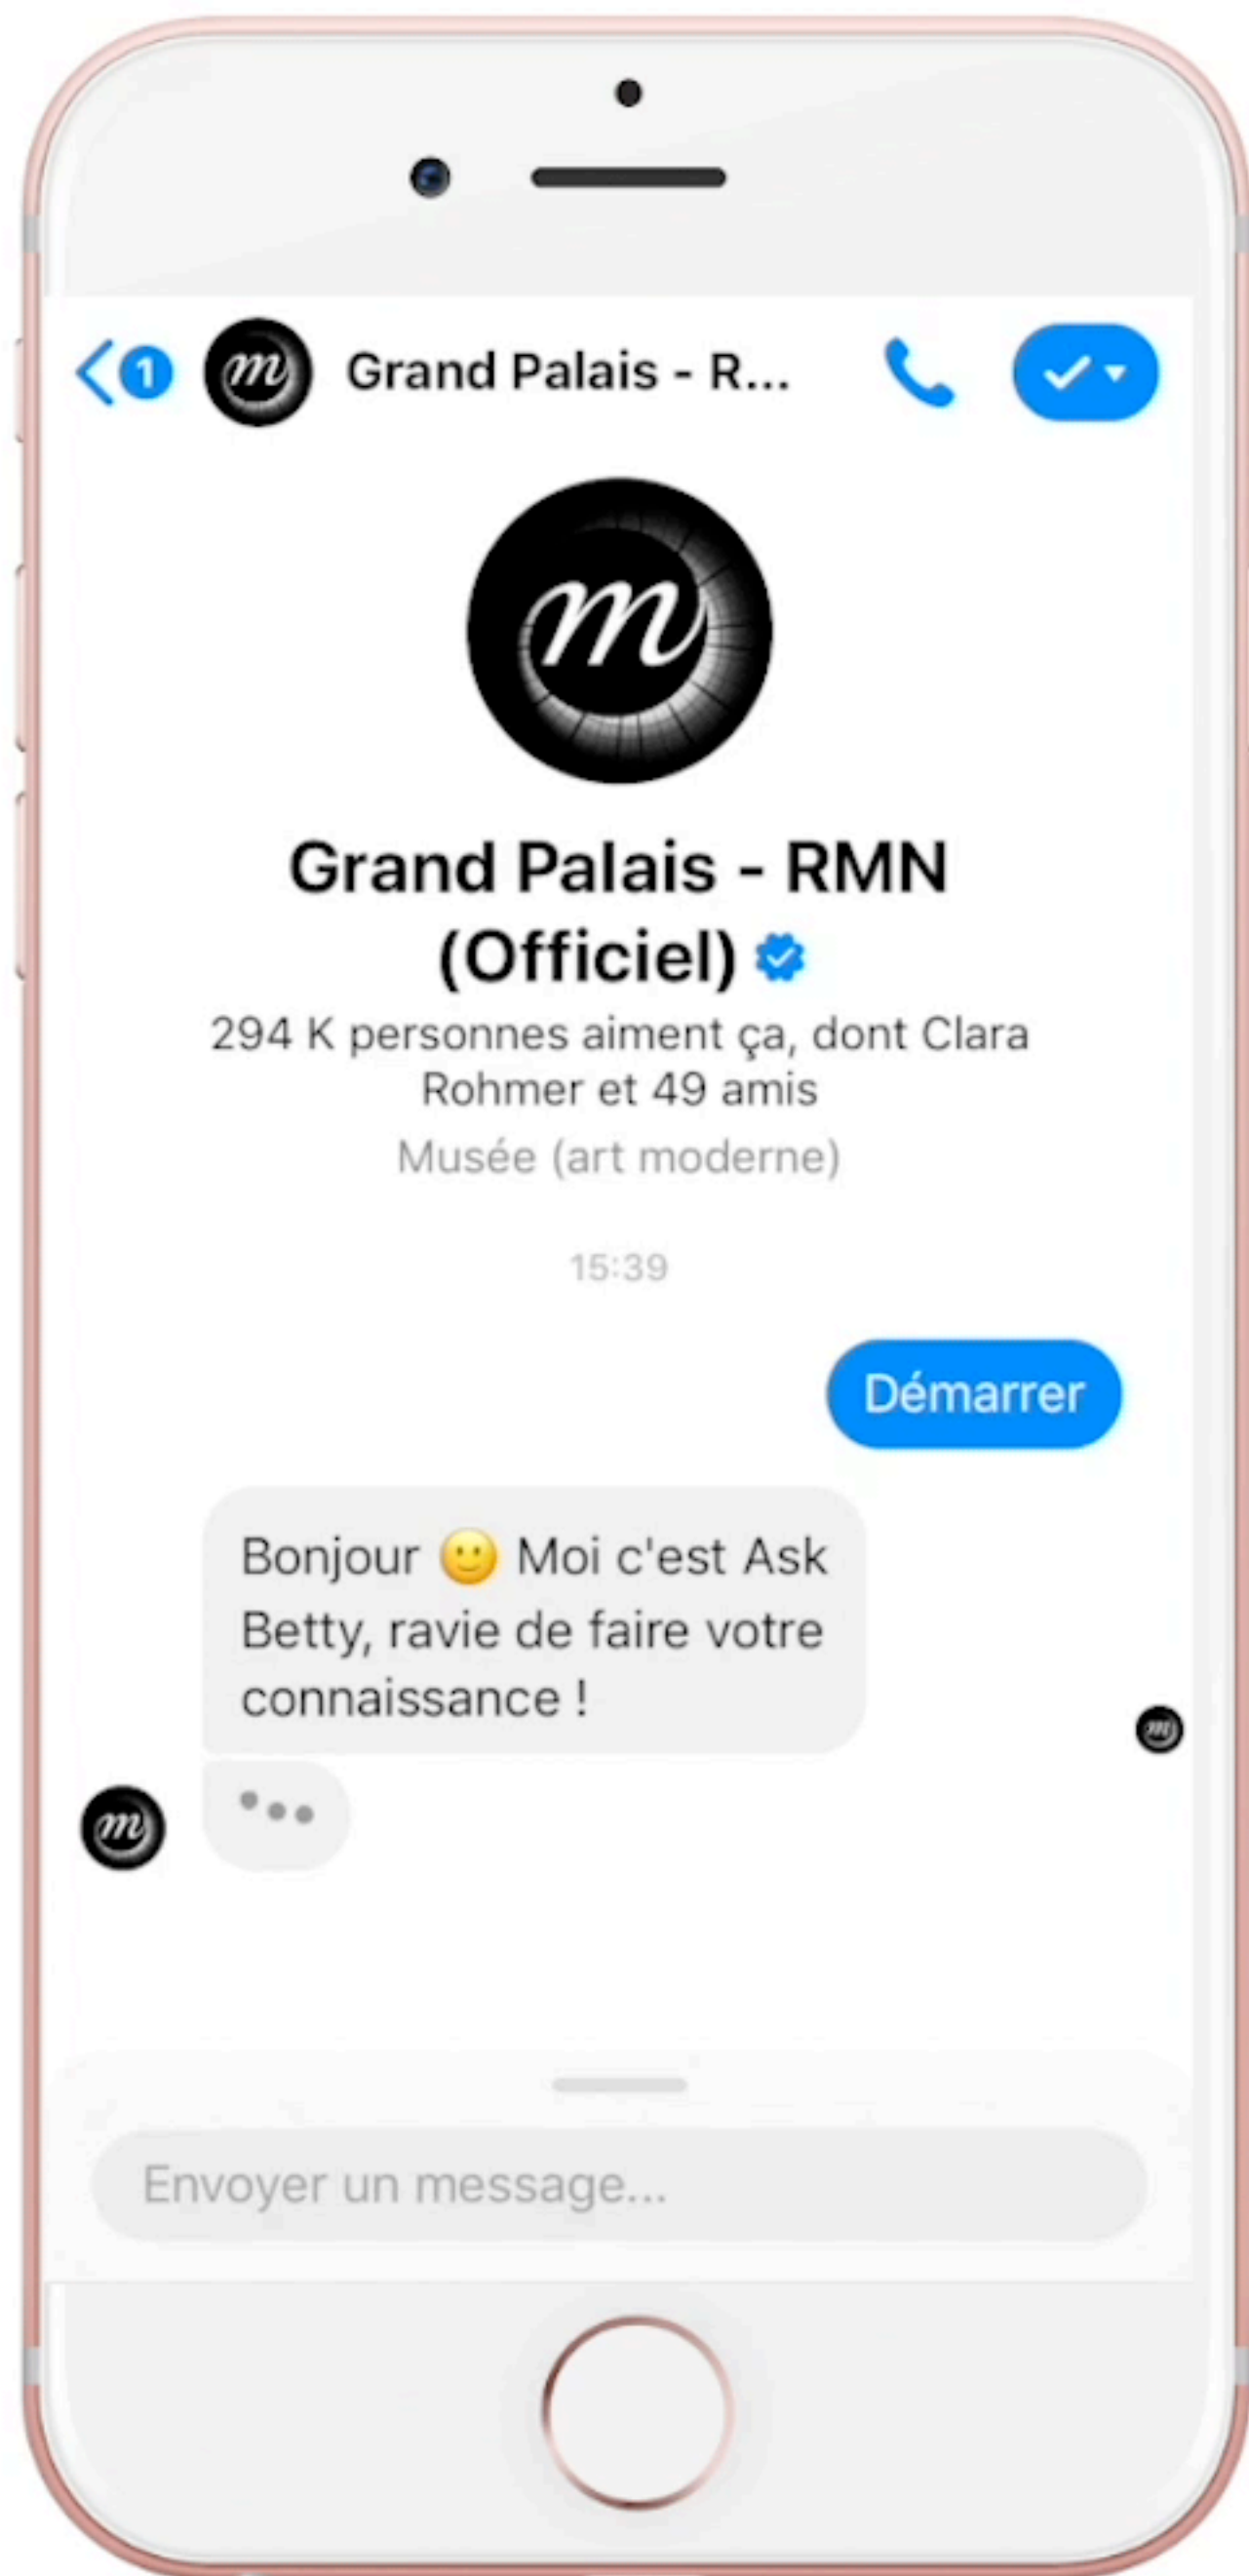 1
m
Grand Palais - R...
m
Grand Palais - RMN
(Officiel)
294 K personnes aiment ça, dont Clara
Rohmer et 49 amis
Musée (art moderne)
15:39
Démarrer
Bonjour 🙂 Moi c'est Ask
Betty, ravie de faire votre
connaissance !
m
m
Envoyer un message...